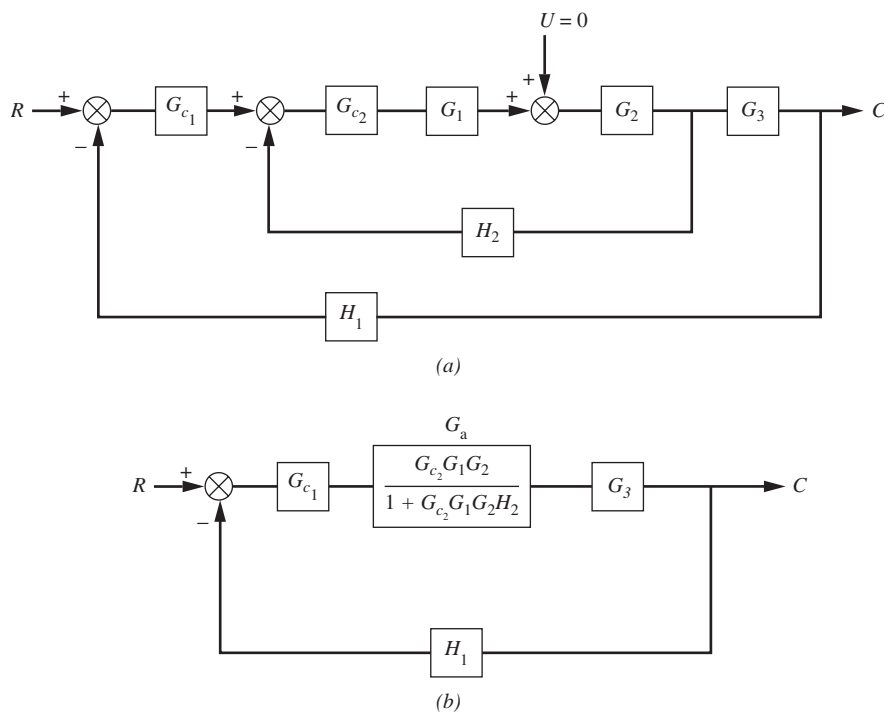 U = 0
R + − G_{c_1} + − G_{c_2} G_1 + + G_2 G_3 C
H_2
H_1
(a)
G_a
R + − G_{c_1} \frac{G_{c_2}G_1G_2}{1 + G_{c_2}G_1G_2H_2} G_3 C
H_1
(b)